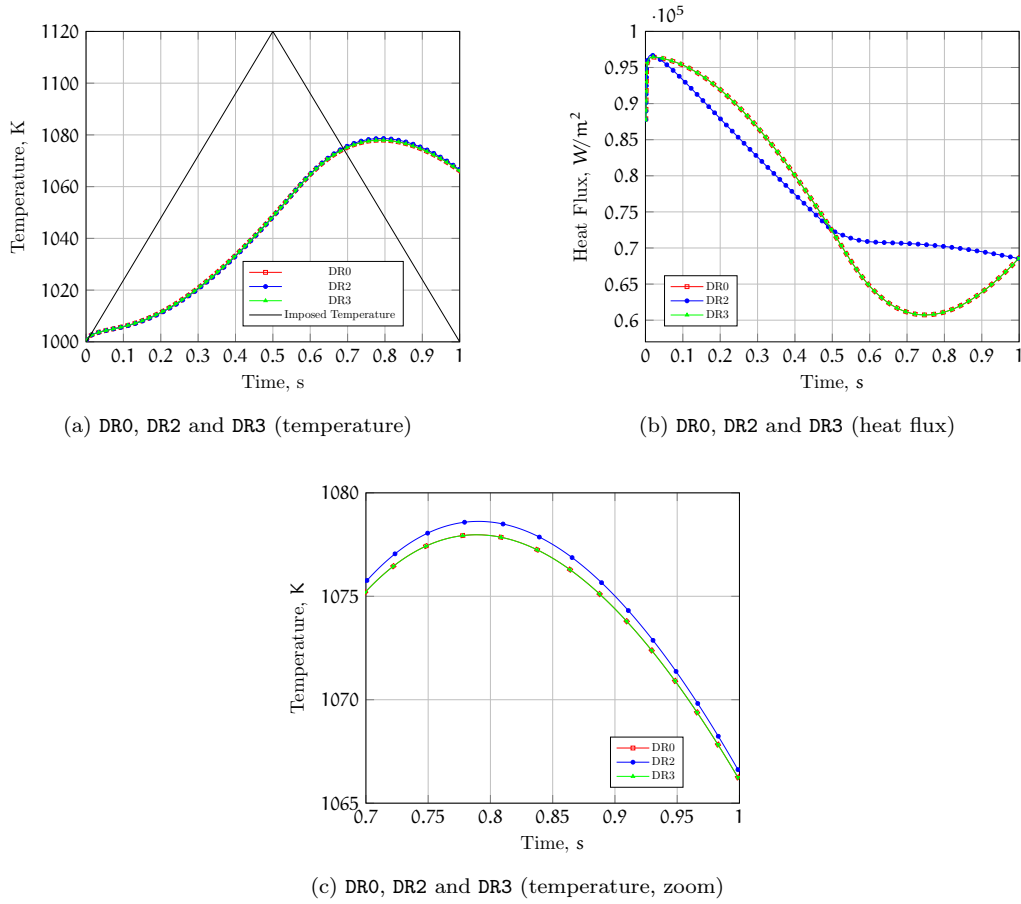 1120
1100
1080
1060
1040
1020
1000
0 0.1 0.2 0.3 0.4 0.5 0.6 0.7 0.8 0.9 1
Temperature, K
Time, s
DR0
DR2
DR3
Imposed Temperature
(a) DR0, DR2 and DR3 (temperature)
·10⁵
1
0.95
0.9
0.85
0.8
0.75
0.7
0.65
0.6
0 0.1 0.2 0.3 0.4 0.5 0.6 0.7 0.8 0.9 1
Heat Flux, W/m²
Time, s
DR0
DR2
DR3
(b) DR0, DR2 and DR3 (heat flux)
1080
1075
1070
1065
0.7 0.75 0.8 0.85 0.9 0.95 1
Temperature, K
Time, s
DR0
DR2
DR3
(c) DR0, DR2 and DR3 (temperature, zoom)